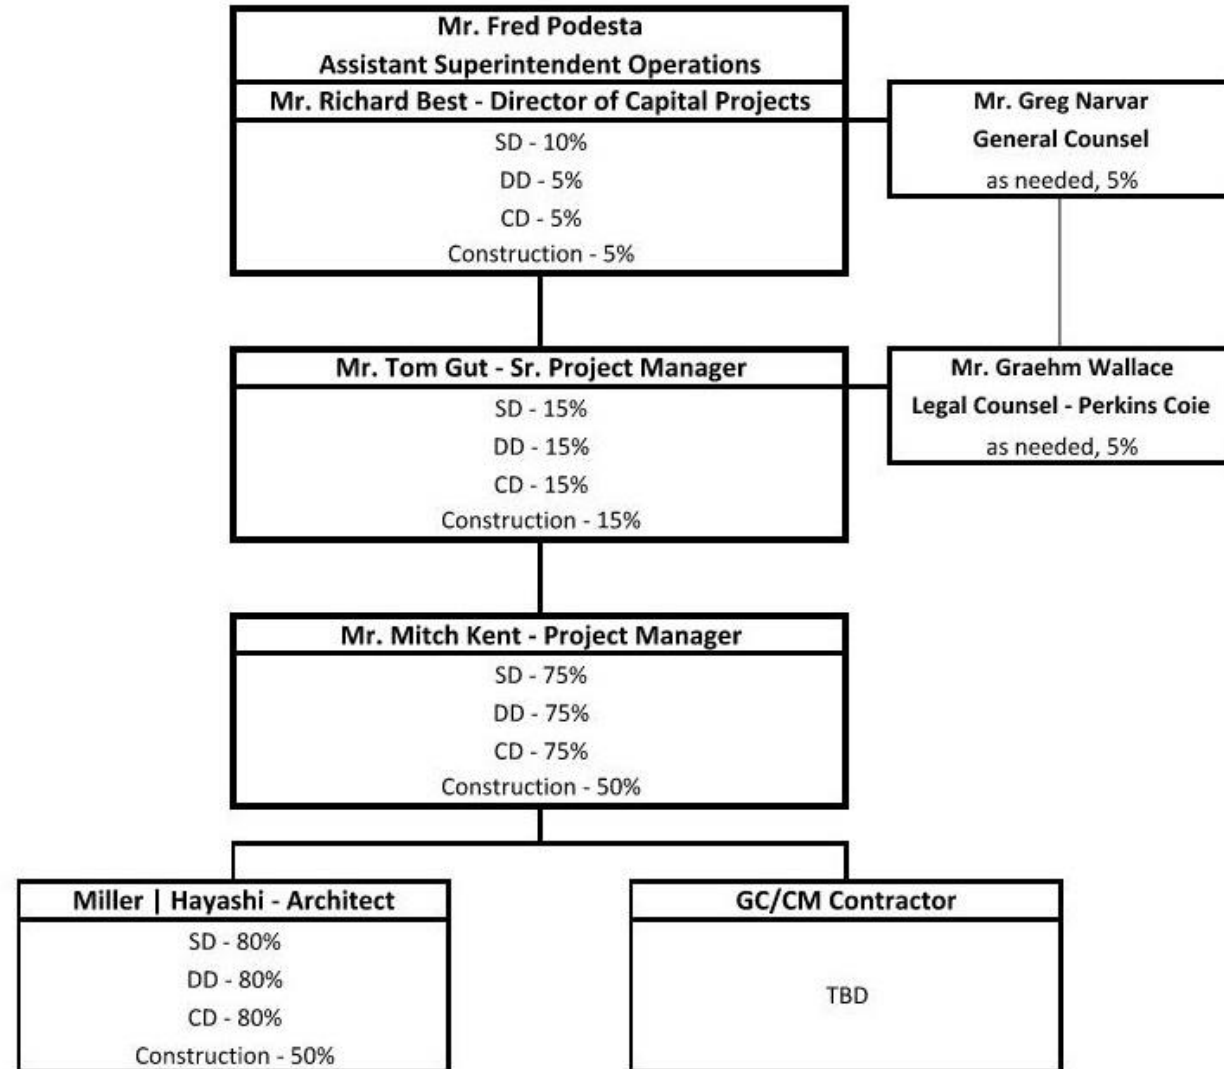 Mr. Fred Podesta
Assistant Superintendent Operations
Mr. Richard Best - Director of Capital Projects
SD - 10%
DD - 5%
CD - 5%
Construction - 5%
Mr. Greg Narvar
General Counsel
as needed, 5%
Mr. Tom Gut - Sr. Project Manager
SD - 15%
DD - 15%
CD - 15%
Construction - 15%
Mr. Graehm Wallace
Legal Counsel - Perkins Coie
as needed, 5%
Mr. Mitch Kent - Project Manager
SD - 75%
DD - 75%
CD - 75%
Construction - 50%
Miller | Hayashi - Architect
SD - 80%
DD - 80%
CD - 80%
Construction - 50%
GC/CM Contractor
TBD